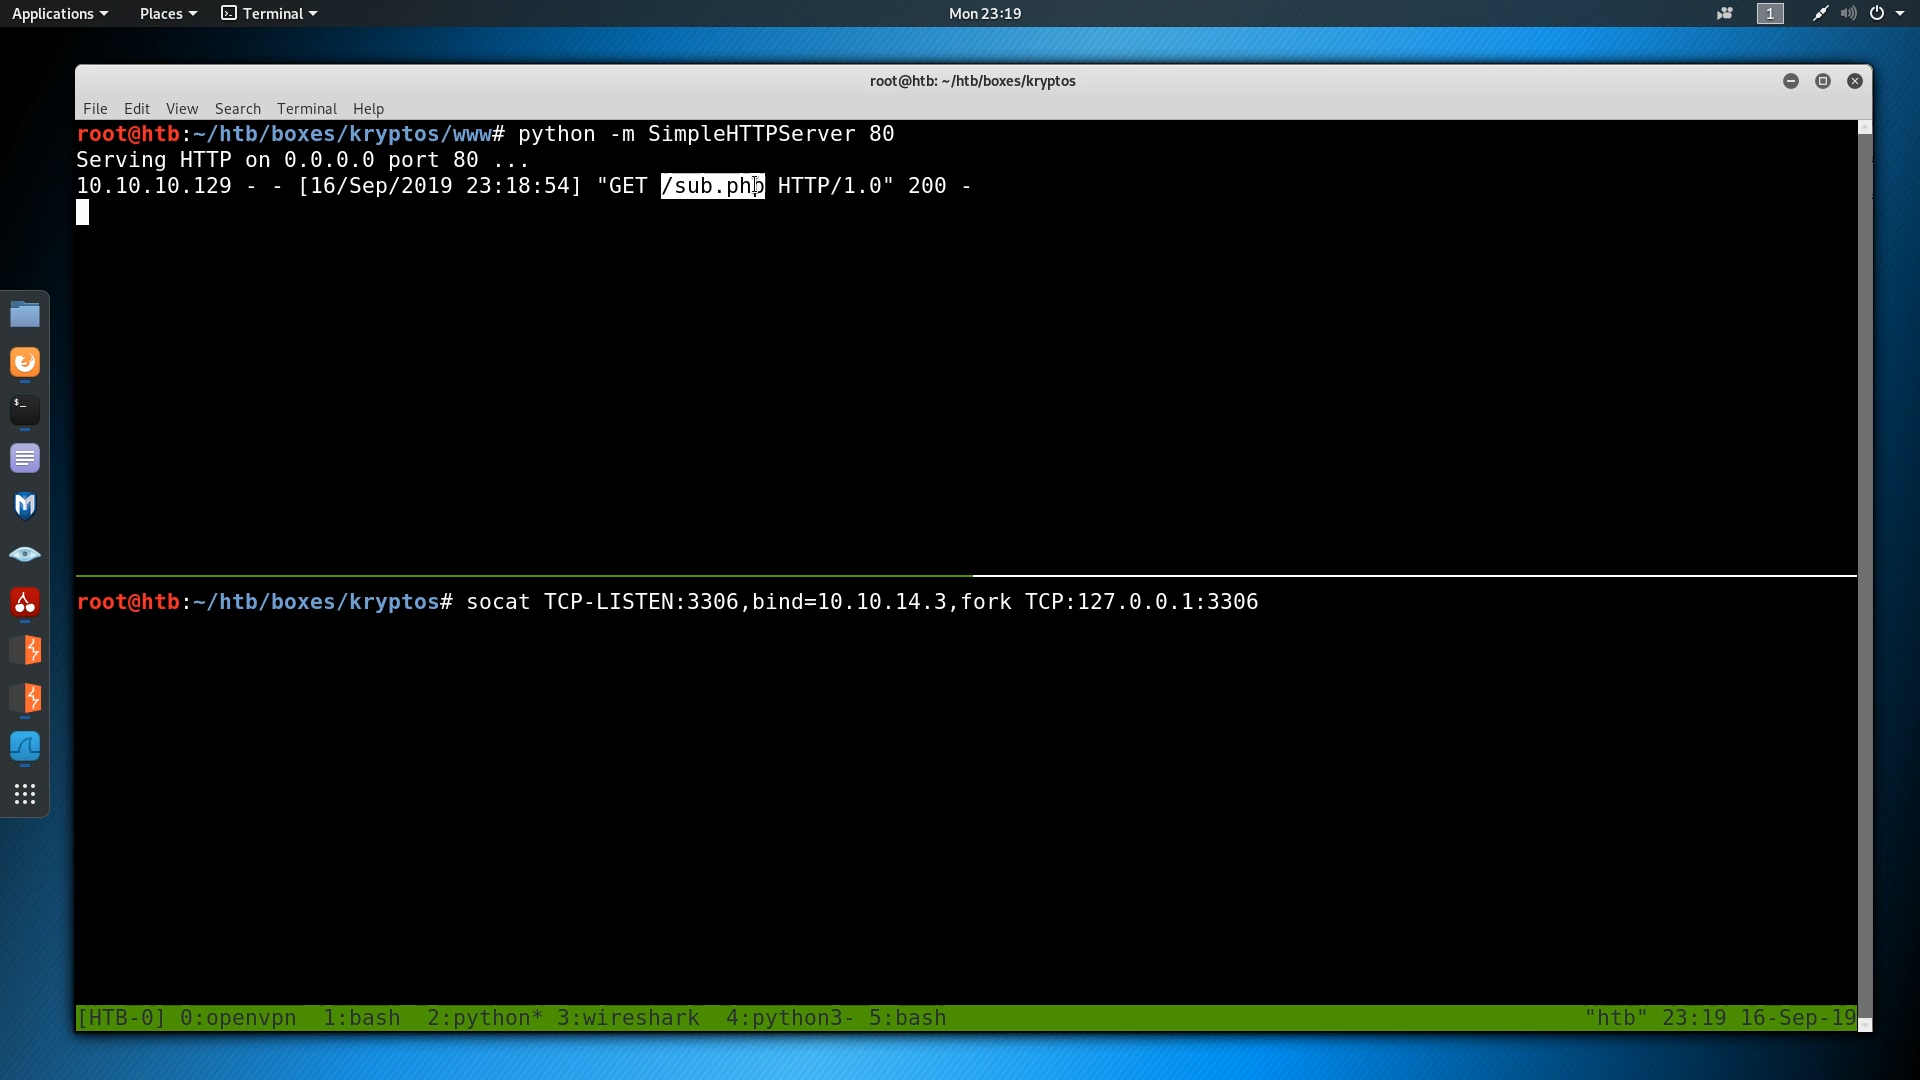 Applications Places Terminal Mon 23:19 1
root@htb: ~/htb/boxes/kryptos
File Edit View Search Terminal Help
root@htb:~/htb/boxes/kryptos/www# python -m SimpleHTTPServer 80
Serving HTTP on 0.0.0.0 port 80 ...
10.10.10.129 - - [16/Sep/2019 23:18:54] "GET /sub.php HTTP/1.0" 200 -
root@htb:~/htb/boxes/kryptos# socat TCP-LISTEN:3306,bind=10.10.14.3,fork TCP:127.0.0.1:3306
[HTB-0] 0:openvpn 1:bash 2:python* 3:wireshark 4:python3- 5:bash "htb" 23:19 16-Sep-19